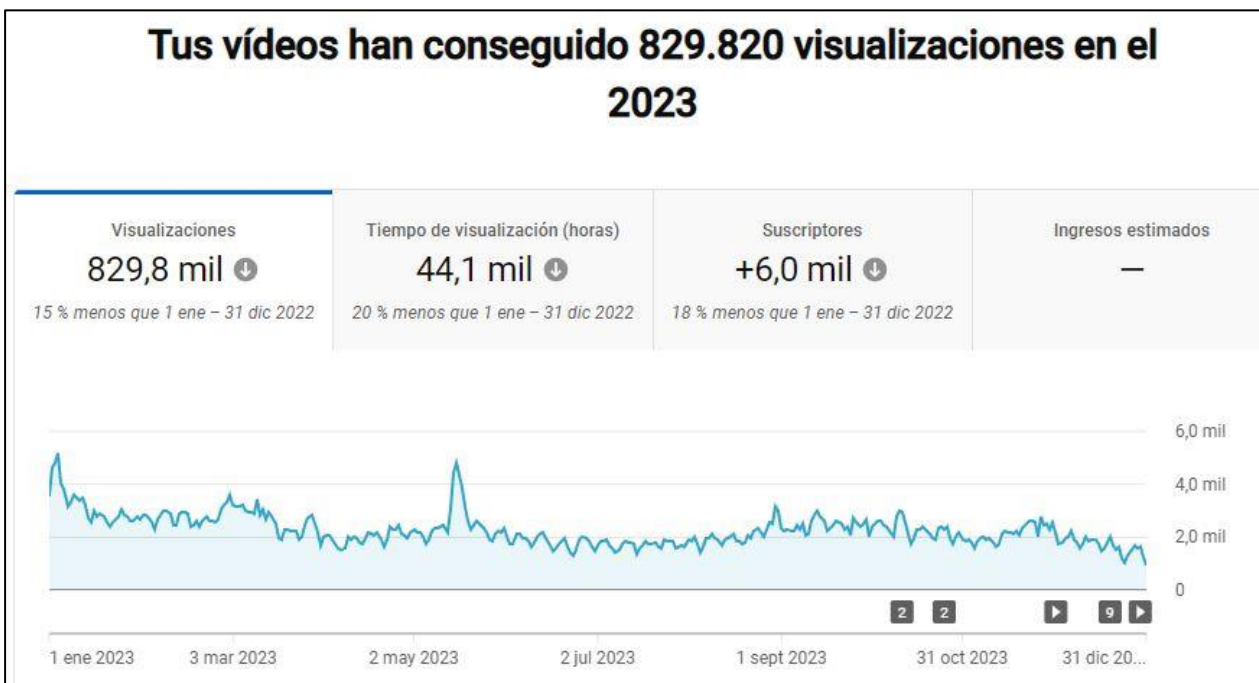 Tus vídeos han conseguido 829.820 visualizaciones en el
2023
Visualizaciones
829,8 mil
15 % menos que 1 ene – 31 dic 2022
Tiempo de visualización (horas)
44,1 mil
20 % menos que 1 ene – 31 dic 2022
Suscriptores
+6,0 mil
18 % menos que 1 ene – 31 dic 2022
Ingresos estimados
—
6,0 mil
4,0 mil
2,0 mil
0
2 2 9
1 ene 2023 3 mar 2023 2 may 2023 2 jul 2023 1 sept 2023 31 oct 2023 31 dic 20...